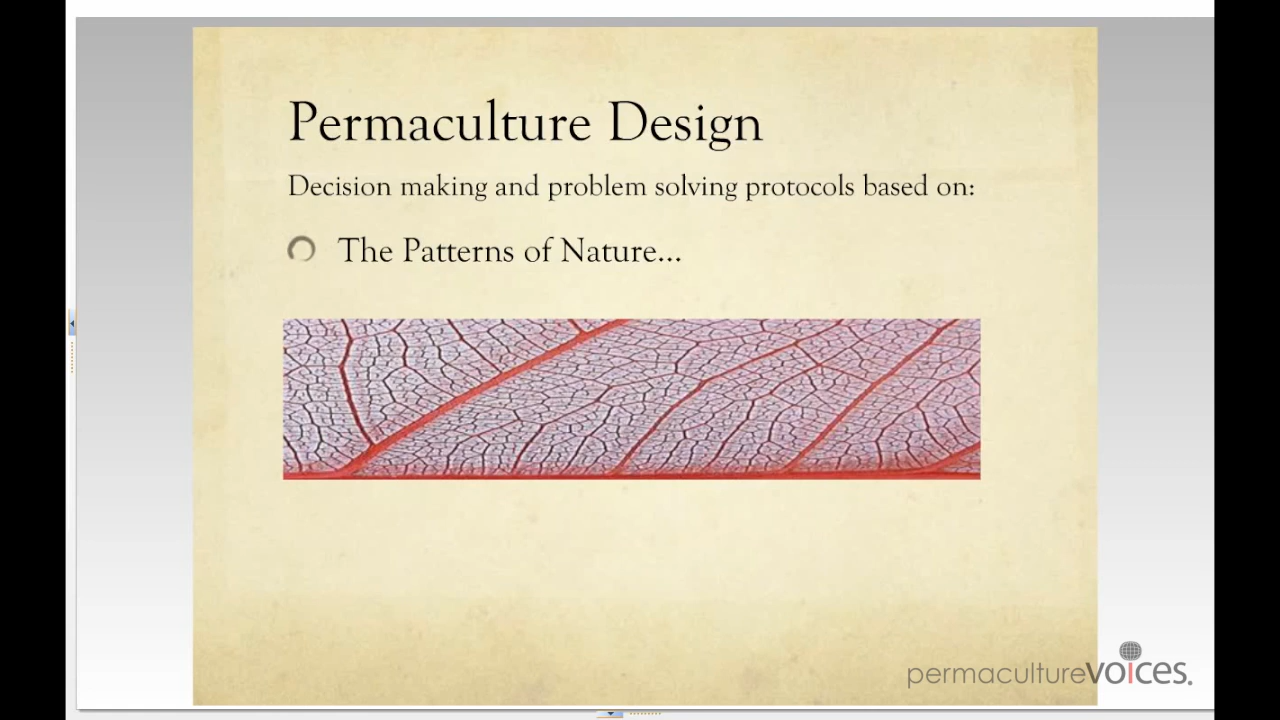 Permaculture Design
Decision making and problem solving protocols based on:
The Patterns of Nature...
permaculturevoices.